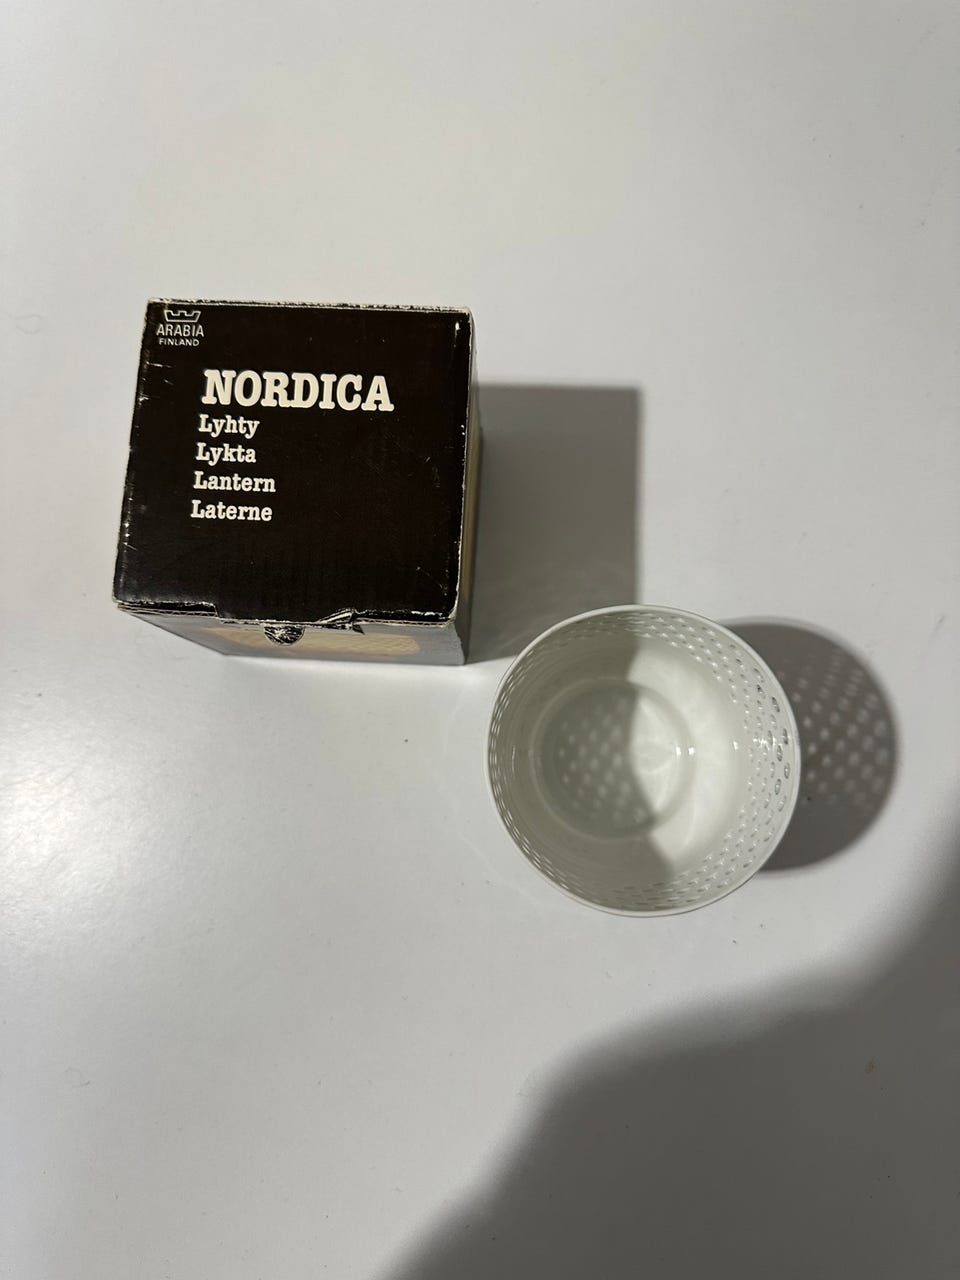 ARABIA
FINLAND
NORDICA
Lyhty
Lykta
Lantern
Laterne